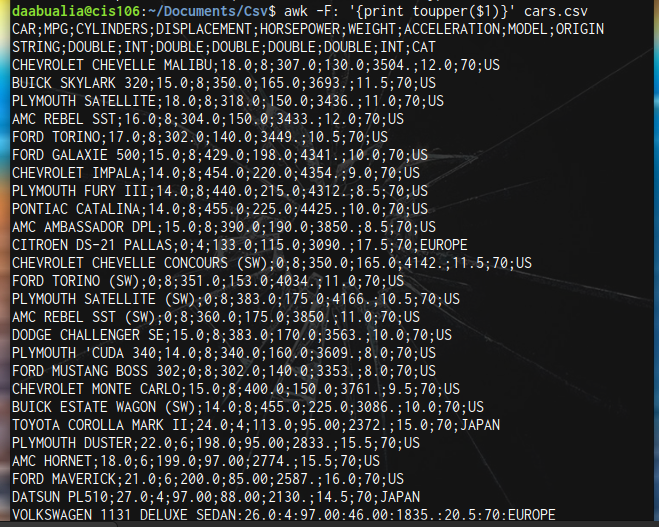 daabualia@cis106:~/Documents/Csv$ awk -F: '{print toupper($1)}' cars.csv
CAR;MPG;CYLINDERS;DISPLACEMENT;HORSEPOWER;WEIGHT;ACCELERATION;MODEL;ORIGIN
STRING;DOUBLE;INT;DOUBLE;DOUBLE;DOUBLE;DOUBLE;INT;CAT
CHEVROLET CHEVELLE MALIBU;18.0;8;307.0;130.0;3504.;12.0;70;US
BUICK SKYLARK 320;15.0;8;350.0;165.0;3693.;11.5;70;US
PLYMOUTH SATELLITE;18.0;8;318.0;150.0;3436.;11.0;70;US
AMC REBEL SST;16.0;8;304.0;150.0;3433.;12.0;70;US
FORD TORINO;17.0;8;302.0;140.0;3449.;10.5;70;US
FORD GALAXIE 500;15.0;8;429.0;198.0;4341.;10.0;70;US
CHEVROLET IMPALA;14.0;8;454.0;220.0;4354.;9.0;70;US
PLYMOUTH FURY III;14.0;8;440.0;215.0;4312.;8.5;70;US
PONTIAC CATALINA;14.0;8;455.0;225.0;4425.;10.0;70;US
AMC AMBASSADOR DPL;15.0;8;390.0;190.0;3850.;8.5;70;US
CITROEN DS-21 PALLAS;0;4;133.0;115.0;3090.;17.5;70;EUROPE
CHEVROLET CHEVELLE CONCOURS (SW);0;8;350.0;165.0;4142.;11.5;70;US
FORD TORINO (SW);0;8;351.0;153.0;4034.;11.0;70;US
PLYMOUTH SATELLITE (SW);0;8;383.0;175.0;4166.;10.5;70;US
AMC REBEL SST (SW);0;8;360.0;175.0;3850.;11.0;70;US
DODGE CHALLENGER SE;15.0;8;383.0;170.0;3563.;10.0;70;US
PLYMOUTH 'CUDA 340;14.0;8;340.0;160.0;3609.;8.0;70;US
FORD MUSTANG BOSS 302;0;8;302.0;140.0;3353.;8.0;70;US
CHEVROLET MONTE CARLO;15.0;8;400.0;150.0;3761.;9.5;70;US
BUICK ESTATE WAGON (SW);14.0;8;455.0;225.0;3086.;10.0;70;US
TOYOTA COROLLA MARK II;24.0;4;113.0;95.00;2372.;15.0;70;JAPAN
PLYMOUTH DUSTER;22.0;6;198.0;95.00;2833.;15.5;70;US
AMC HORNET;18.0;6;199.0;97.00;2774.;15.5;70;US
FORD MAVERICK;21.0;6;200.0;85.00;2587.;16.0;70;US
DATSUN PL510;27.0;4;97.00;88.00;2130.;14.5;70;JAPAN
VOLKSWAGEN 1131 DELUXE SEDAN;26.0;4;97.00;46.00;1835.;20.5;70;EUROPE